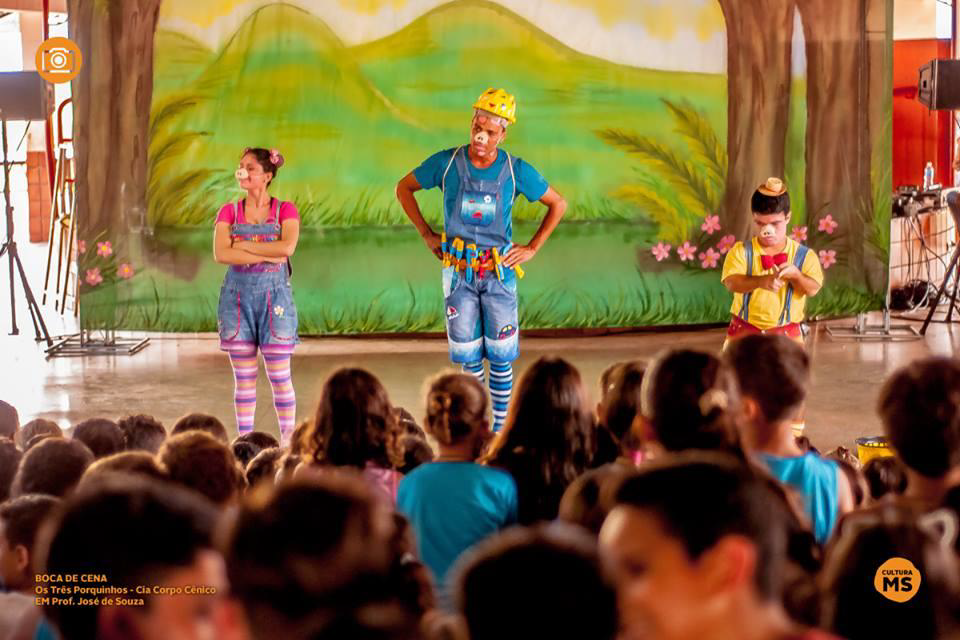 BOCA DE CENA
Os Três Porquinhos - Cia Corpo Cênico
EM Prof. José de Souza
CULTURA
MS